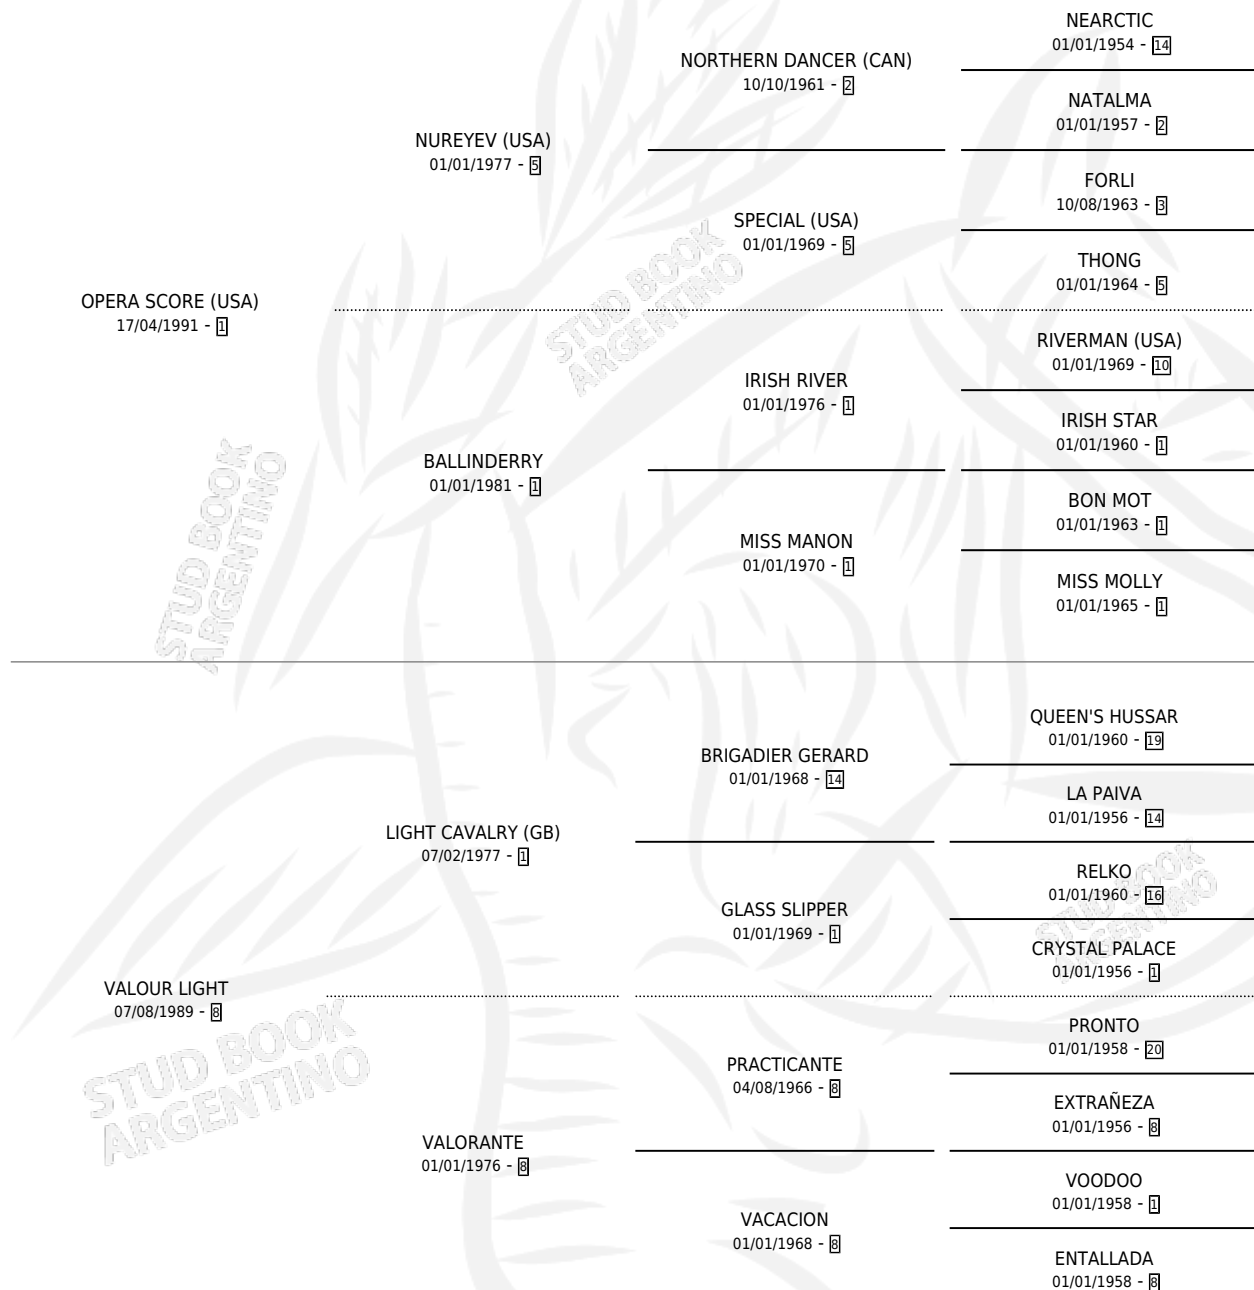 NEARCTIC
01/01/1954 - 14
NORTHERN DANCER (CAN)
10/10/1961 - 2
NATALMA
01/01/1957 - 2
NUREYEV (USA)
01/01/1977 - 5
FORLI
10/08/1963 - 3
SPECIAL (USA)
01/01/1969 - 5
THONG
01/01/1964 - 5
OPERA SCORE (USA)
17/04/1991 - 1
RIVERMAN (USA)
01/01/1969 - 10
IRISH RIVER
01/01/1976 - 1
IRISH STAR
01/01/1960 - 1
BALLINDERRY
01/01/1981 - 1
BON MOT
01/01/1963 - 1
MISS MANON
01/01/1970 - 1
MISS MOLLY
01/01/1965 - 1
QUEEN'S HUSSAR
01/01/1960 - 19
BRIGADIER GERARD
01/01/1968 - 14
LA PAIVA
01/01/1956 - 14
LIGHT CAVALRY (GB)
07/02/1977 - 1
RELKO
01/01/1960 - 16
GLASS SLIPPER
01/01/1969 - 1
CRYSTAL PALACE
01/01/1956 - 1
VALOUR LIGHT
07/08/1989 - 8
PRONTO
01/01/1958 - 20
PRACTICANTE
04/08/1966 - 8
EXTRAÑEZA
01/01/1956 - 8
VALORANTE
01/01/1976 - 8
VOODOO
01/01/1958 - 1
VACACION
01/01/1968 - 8
ENTALLADA
01/01/1958 - 8
STUD BOOK
ARGENTINO
STUD BOOK
ARGENTINO
STUD BOOK
ARGENTINO
STUD BOOK
ARGENTINO